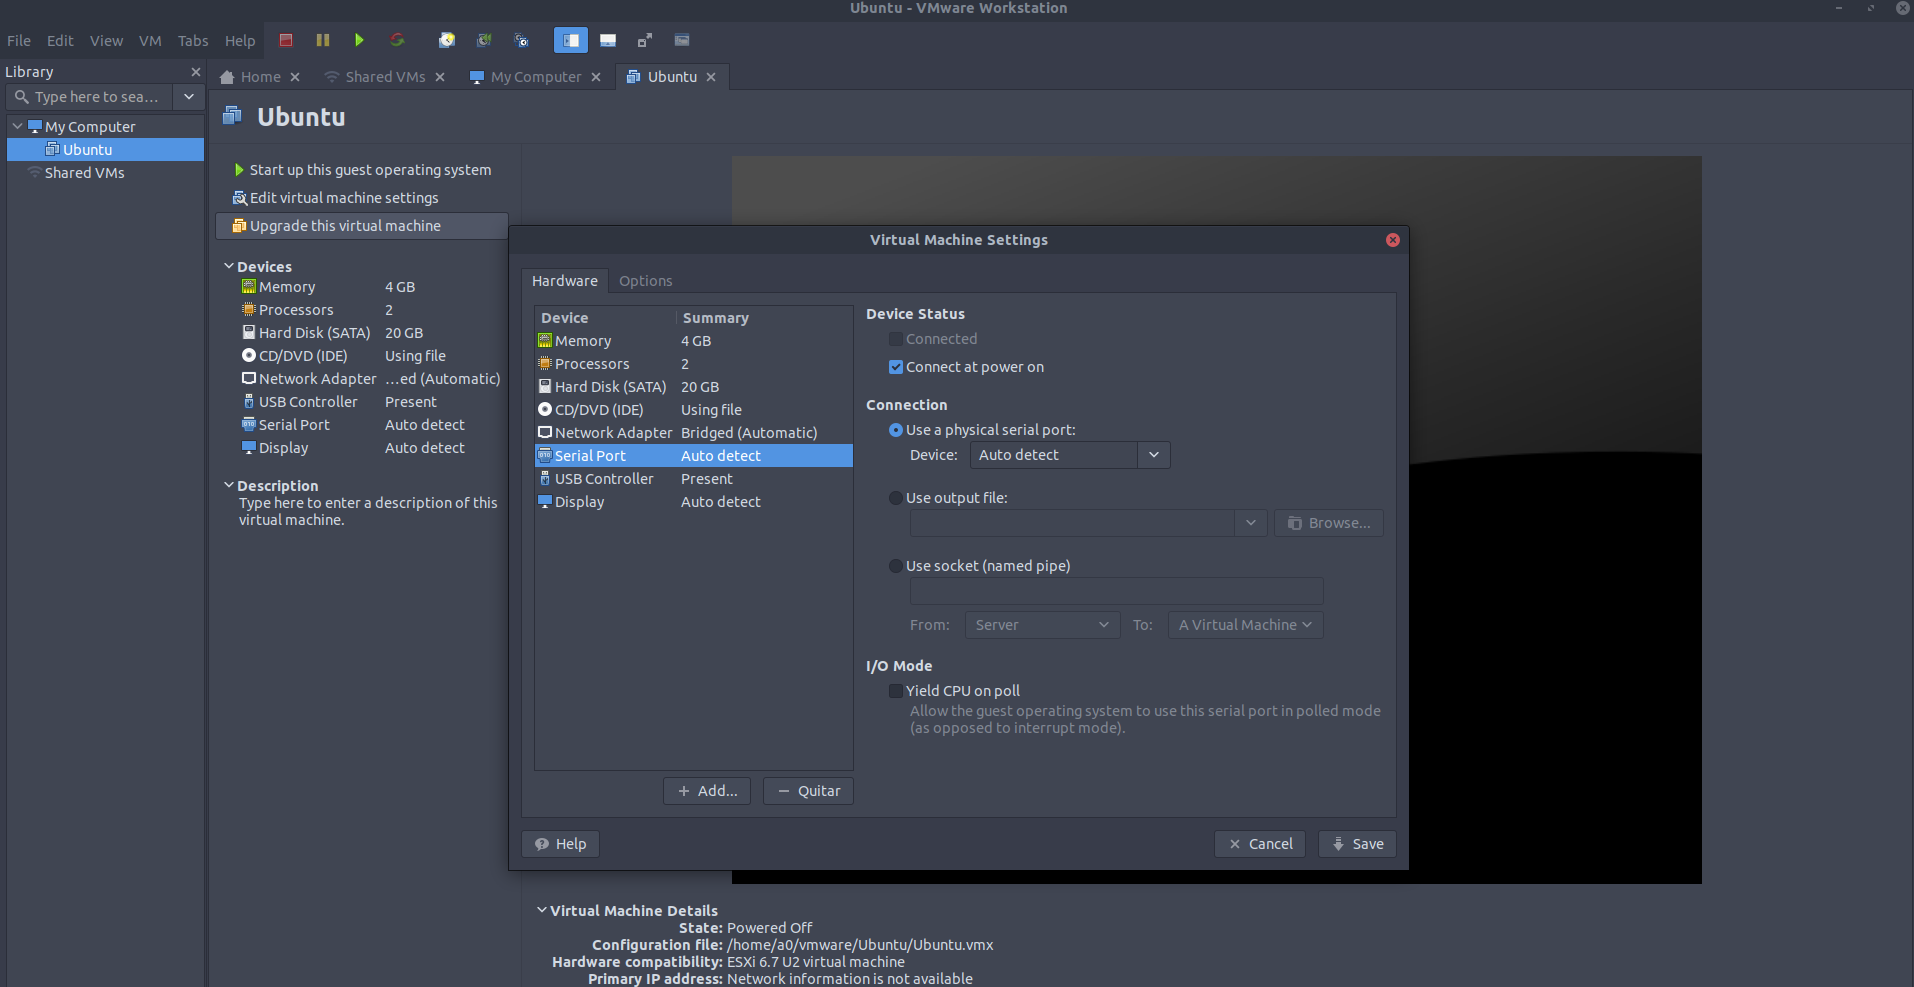 Ubuntu - VMware Workstation
File Edit View VM Tabs Help
Library
Home Shared VMs My Computer Ubuntu
Type here to sea...
My Computer
Ubuntu
Shared VMs
Ubuntu
Start up this guest operating system
Edit virtual machine settings
Upgrade this virtual machine
Devices
Memory 4 GB
Processors 2
Hard Disk (SATA) 20 GB
CD/DVD (IDE) Using file
Network Adapter ...ed (Automatic)
USB Controller Present
Serial Port Auto detect
Display Auto detect
Description
Type here to enter a description of this
virtual machine.
Virtual Machine Settings
Hardware Options
Device Summary
Memory 4 GB
Processors 2
Hard Disk (SATA) 20 GB
CD/DVD (IDE) Using file
Network Adapter Bridged (Automatic)
Serial Port Auto detect
USB Controller Present
Display Auto detect
Add... Quitar
Device Status
Connected
Connect at power on
Connection
Use a physical serial port:
Device: Auto detect
Use output file:
Browse...
Use socket (named pipe)
From: Server To: A Virtual Machine
I/O Mode
Yield CPU on poll
Allow the guest operating system to use this serial port in polled mode
(as opposed to interrupt mode).
Help Cancel Save
Virtual Machine Details
State: Powered Off
Configuration file: /home/a0/vmware/Ubuntu/Ubuntu.vmx
Hardware compatibility: ESXi 6.7 U2 virtual machine
Primary IP address: Network information is not available